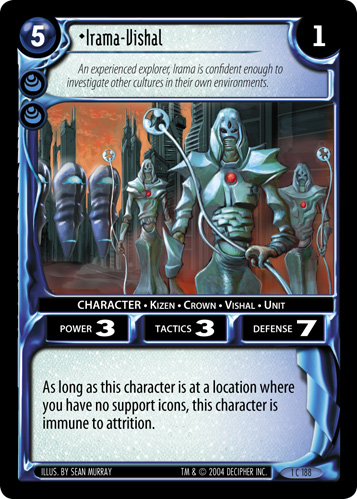 5
•Irama-Vishal
1
An experienced explorer, Irama is confident enough to
investigate other cultures in their own environments.
CHARACTER • KIZEN • CROWN • VISHAL • UNIT
POWER 3
TACTICS 3
DEFENSE 7
As long as this character is at a location where
you have no support icons, this character is
immune to attrition.
ILLUS. BY SEAN MURRAY
TM & © 2004 DECIPHER INC.
1 C 188